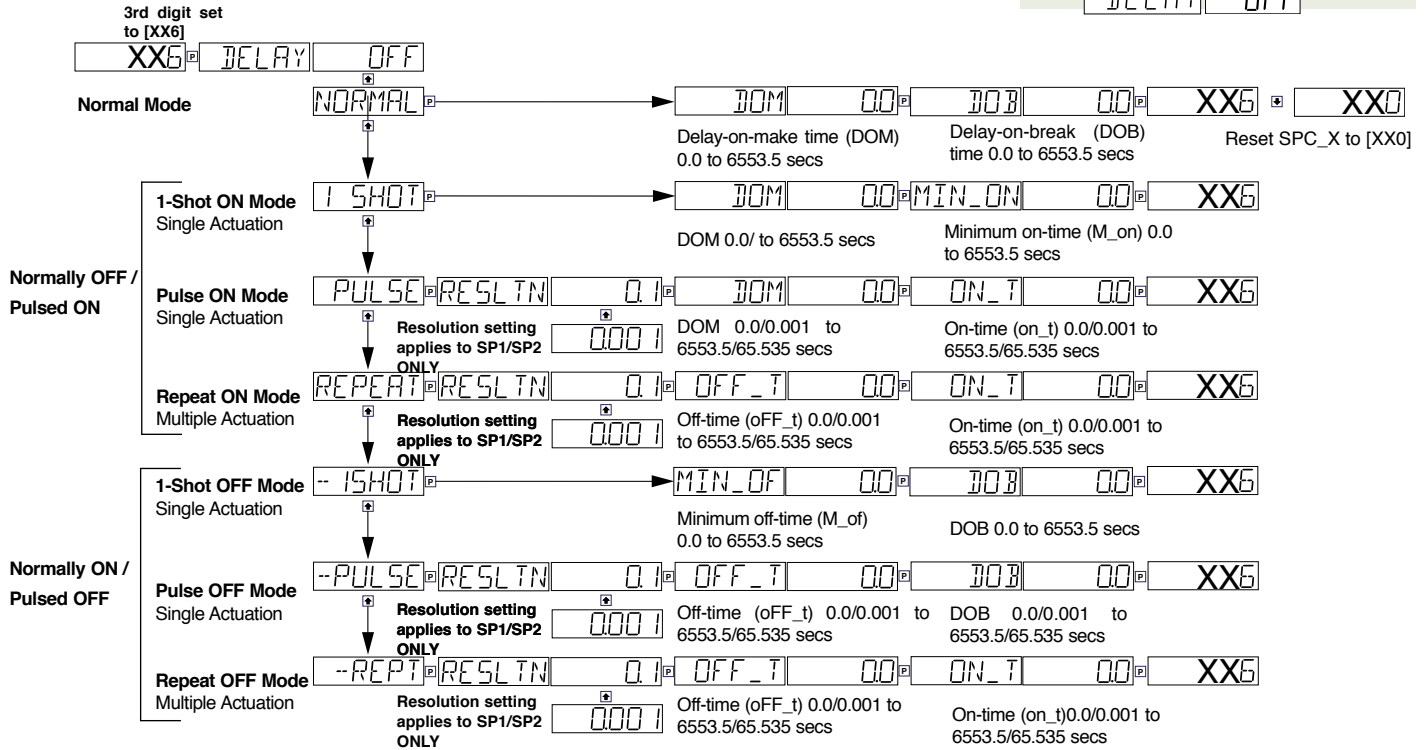 3rd digit set
to [XX6]
DELAY OFF
XX6 P DELAY OFF
Normal Mode
NORMAL P DOM 0.0 P DOB 0.0 P XX6 XX0
Delay-on-make time (DOM)
0.0 to 6553.5 secs
Delay-on-break (DOB)
time 0.0 to 6553.5 secs
Reset SPC_X to [XX0]
Normally OFF /
Pulsed ON
1-Shot ON Mode
Single Actuation
1 SHOT P DOM 0.0 P MIN_ON 0.0 P XX6
DOM 0.0/ to 6553.5 secs
Minimum on-time (M_on) 0.0
to 6553.5 secs
Pulse ON Mode
Single Actuation
PULSE P RESLTN 0.1 P DOM 0.0 P ON_T 0.0 P XX6
Resolution setting
applies to SP1/SP2
ONLY
0.001
DOM 0.0/0.001 to
6553.5/65.535 secs
On-time (on_t) 0.0/0.001 to
6553.5/65.535 secs
Repeat ON Mode
Multiple Actuation
REPEAT P RESLTN 0.1 P OFF_T 0.0 P ON_T 0.0 P XX6
Resolution setting
applies to SP1/SP2
ONLY
0.001
Off-time (oFF_t) 0.0/0.001
to 6553.5/65.535 secs
On-time (on_t) 0.0/0.001 to
6553.5/65.535 secs
Normally ON /
Pulsed OFF
1-Shot OFF Mode
Single Actuation
-- 1SHOT P MIN_OF 0.0 P DOB 0.0 P XX6
Minimum off-time (M_of)
0.0 to 6553.5 secs
DOB 0.0 to 6553.5 secs
Pulse OFF Mode
Single Actuation
--PULSE P RESLTN 0.1 P OFF_T 0.0 P DOB 0.0 P XX6
Resolution setting
applies to SP1/SP2
ONLY
0.001
Off-time (oFF_t) 0.0/0.001 to
6553.5/65.535 secs
DOB 0.0/0.001 to
6553.5/65.535 secs
Repeat OFF Mode
Multiple Actuation
--REPT P RESLTN 0.1 P OFF_T 0.0 P ON_T 0.0 P XX6
Resolution setting
applies to SP1/SP2
ONLY
0.001
Off-time (oFF_t) 0.0/0.001 to
6553.5/65.535 secs
On-time (on_t)0.0/0.001 to
6553.5/65.535 secs